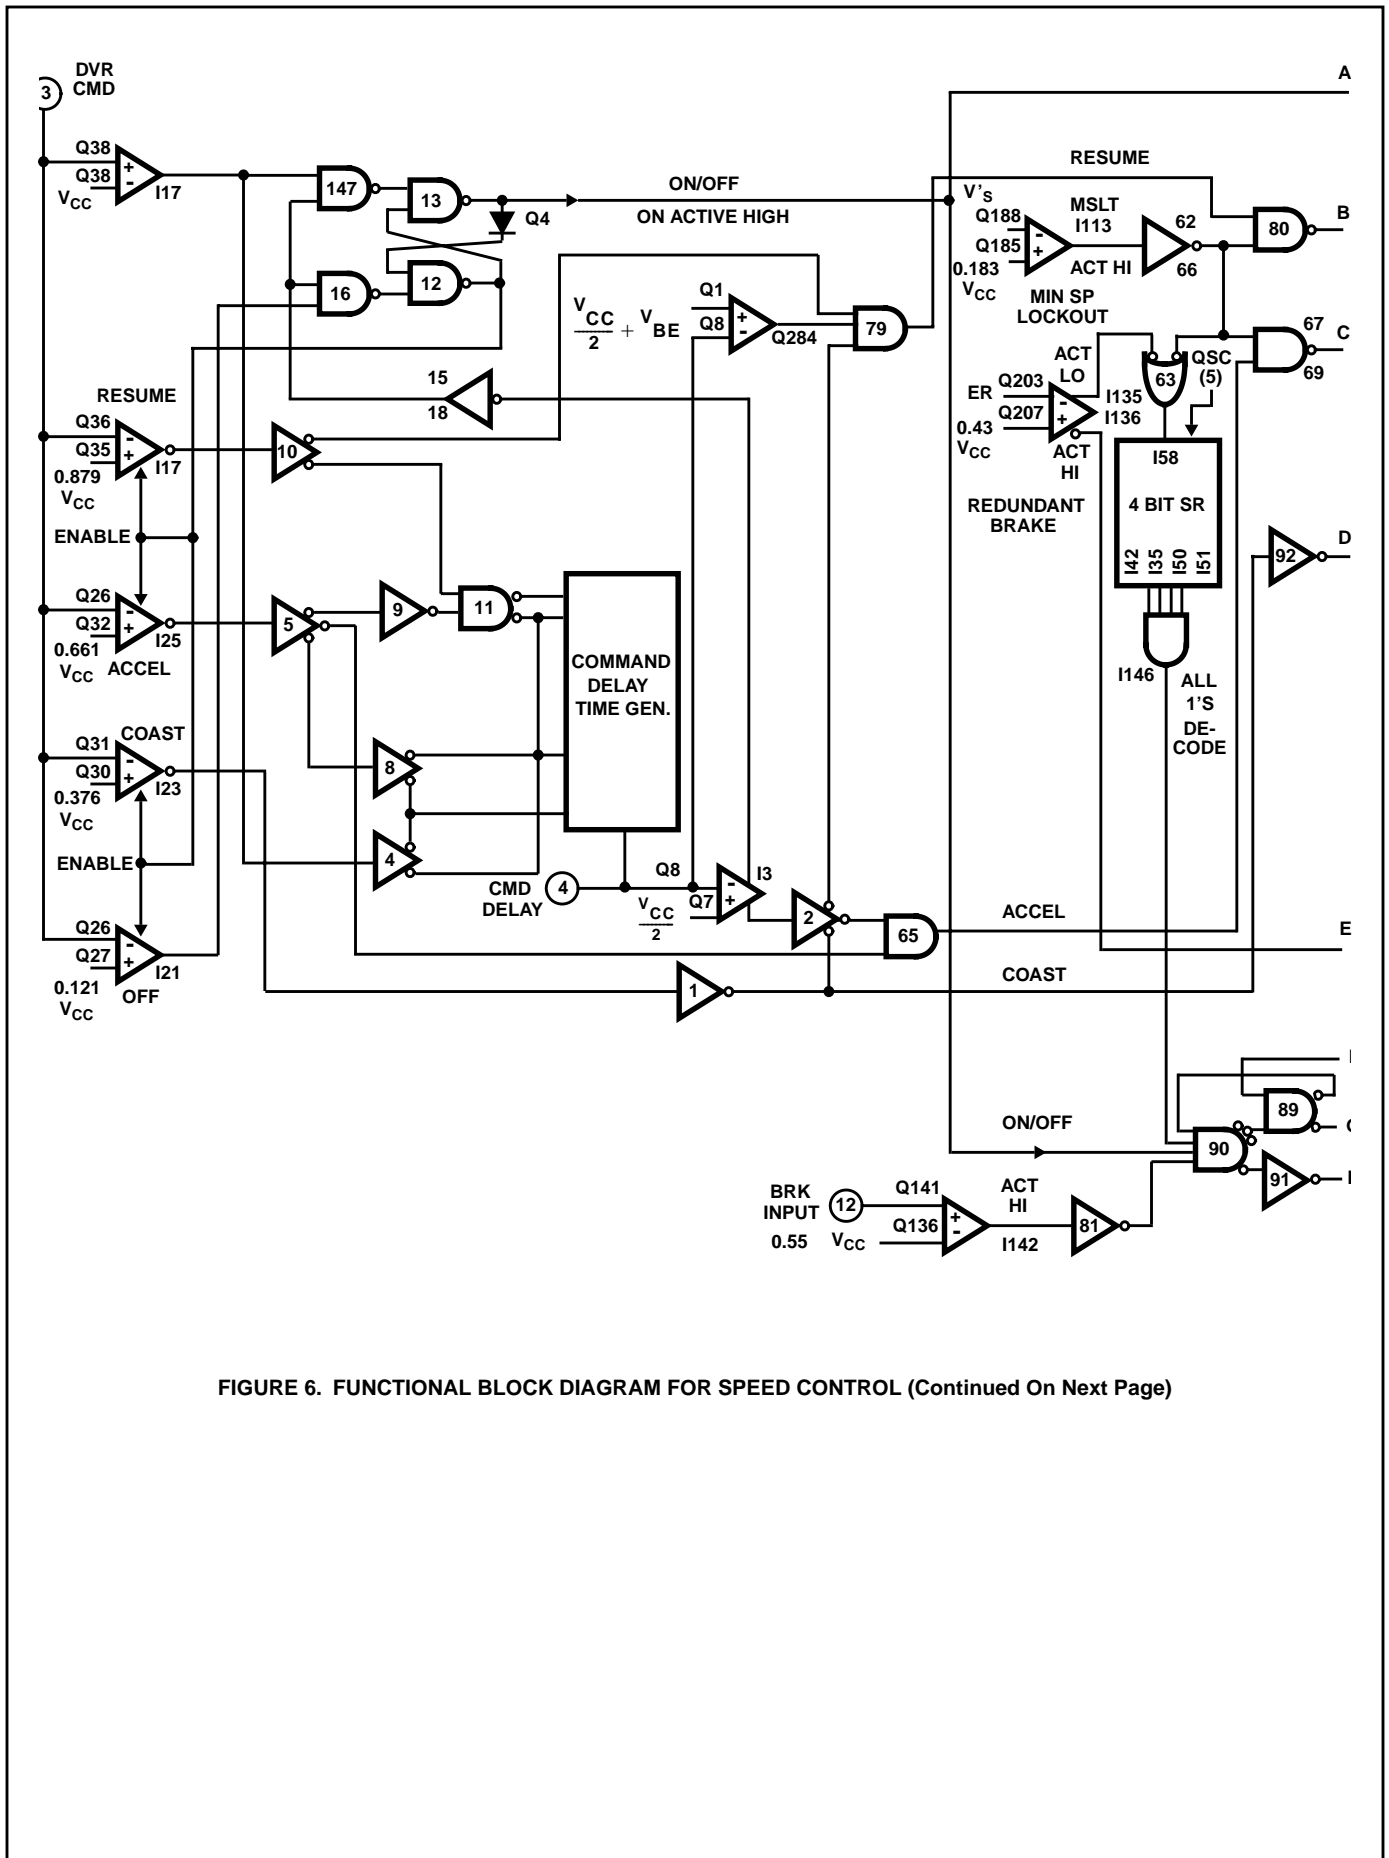 DVR
CMD
3
A
Q38
Q38
VCC
I17
147
13
Q4
ON/OFF
ON ACTIVE HIGH
RESUME
V'S
Q188
Q185
0.183
VCC
MSLT
I113
ACT HI
MIN SP
LOCKOUT
62
66
80
B
16
12
VCC
2
+ VBE
Q1
Q8
Q284
79
67
C
69
ACT
LO
Q203
ER
Q207
0.43
VCC
ACT
HI
I135
I136
63
QSC
(5)
REDUNDANT
BRAKE
I58
4 BIT SR
I42
I35
I50
I51
I146
ALL
1'S
DE-
CODE
92
D
15
18
RESUME
Q36
Q35
0.879
VCC
I17
10
ENABLE
Q26
Q32
0.661
VCC
I25
ACCEL
5
9
11
COMMAND
DELAY
TIME GEN.
8
4
COAST
Q31
Q30
0.376
VCC
I23
ENABLE
CMD
DELAY
4
Q8
VCC
2
Q7
I3
2
65
ACCEL
E
Q26
Q27
0.121
VCC
I21
OFF
1
COAST
ON/OFF
89
90
91
BRK
INPUT
12
0.55
VCC
Q141
Q136
ACT
HI
I142
81
FIGURE 6. FUNCTIONAL BLOCK DIAGRAM FOR SPEED CONTROL (Continued On Next Page)